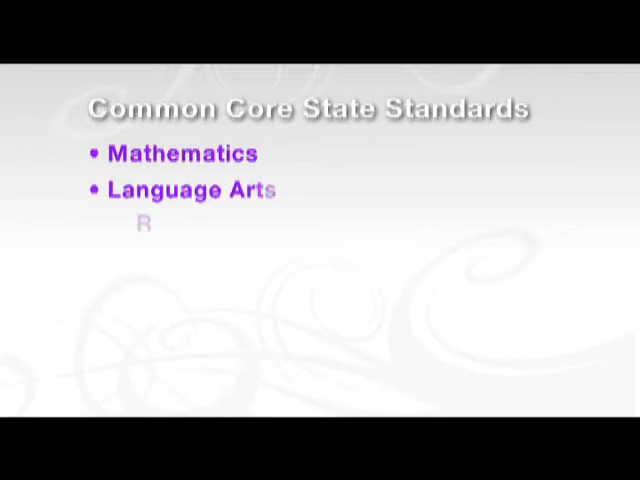 Common Core State Standards
• Mathematics
• Language Arts
R